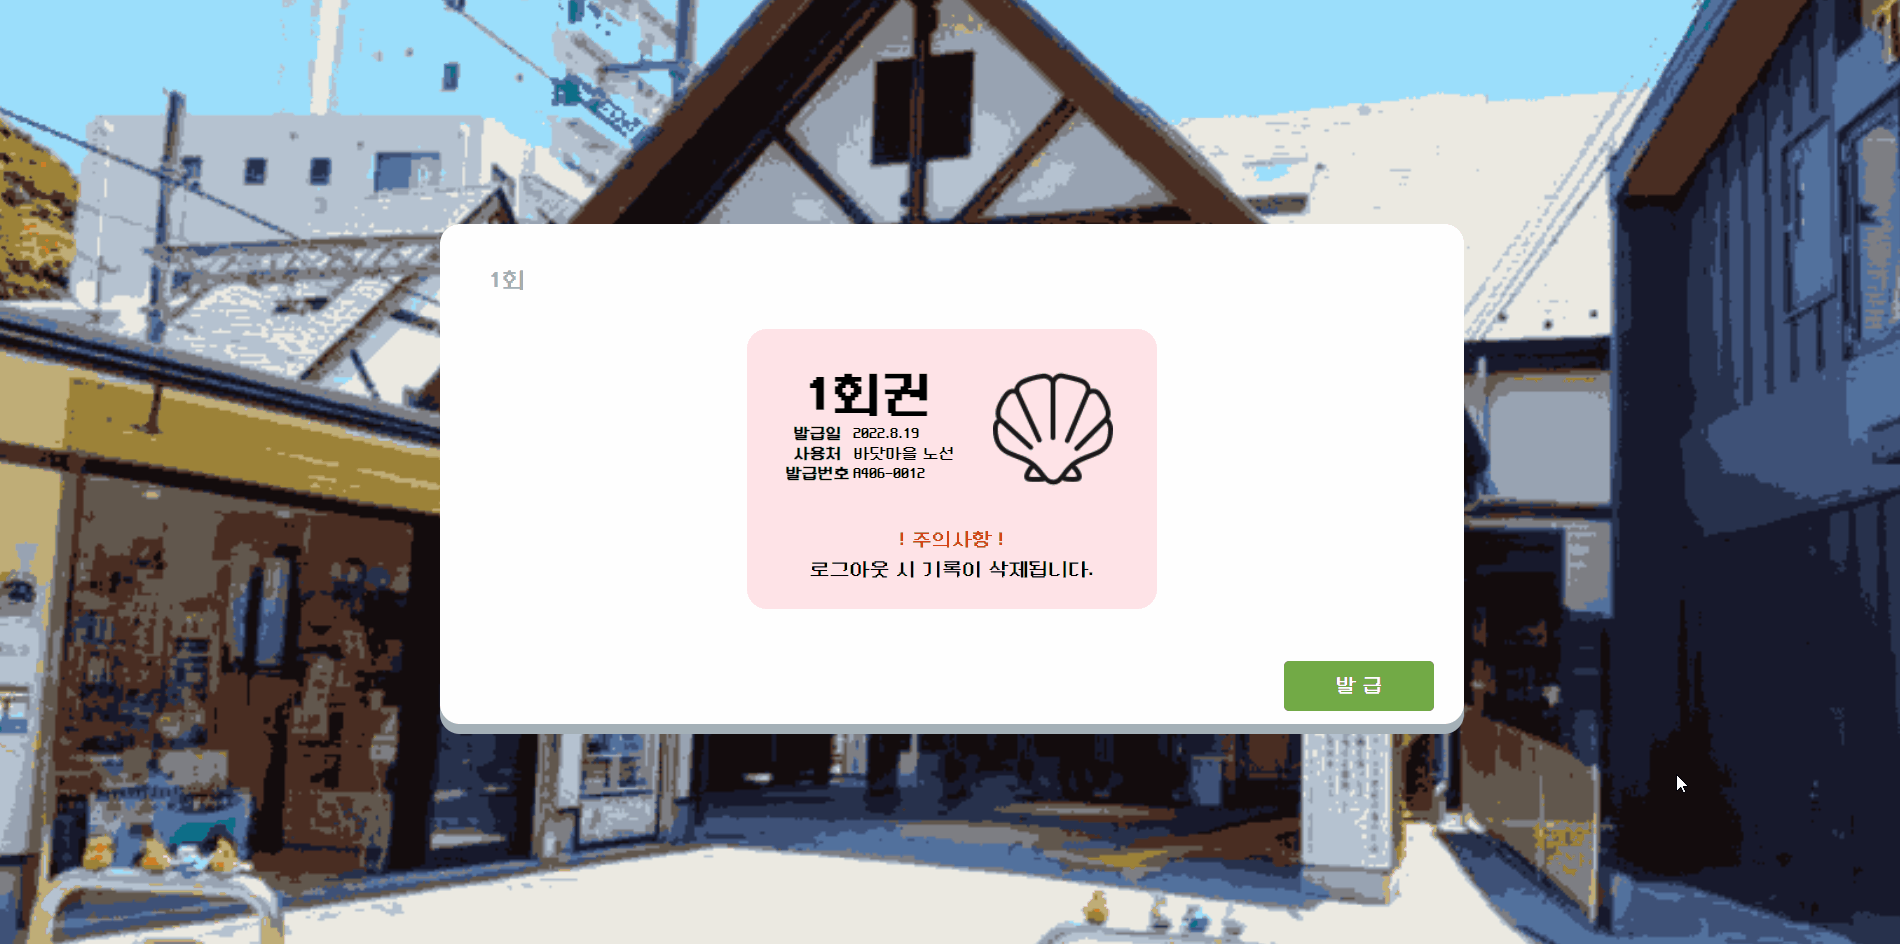 1회
1회권
발급일 2022.8.19
사용처 바닷마을 노선
발급번호 A406-0012
! 주의사항 !
로그아웃 시 기록이 삭제됩니다.
발 급